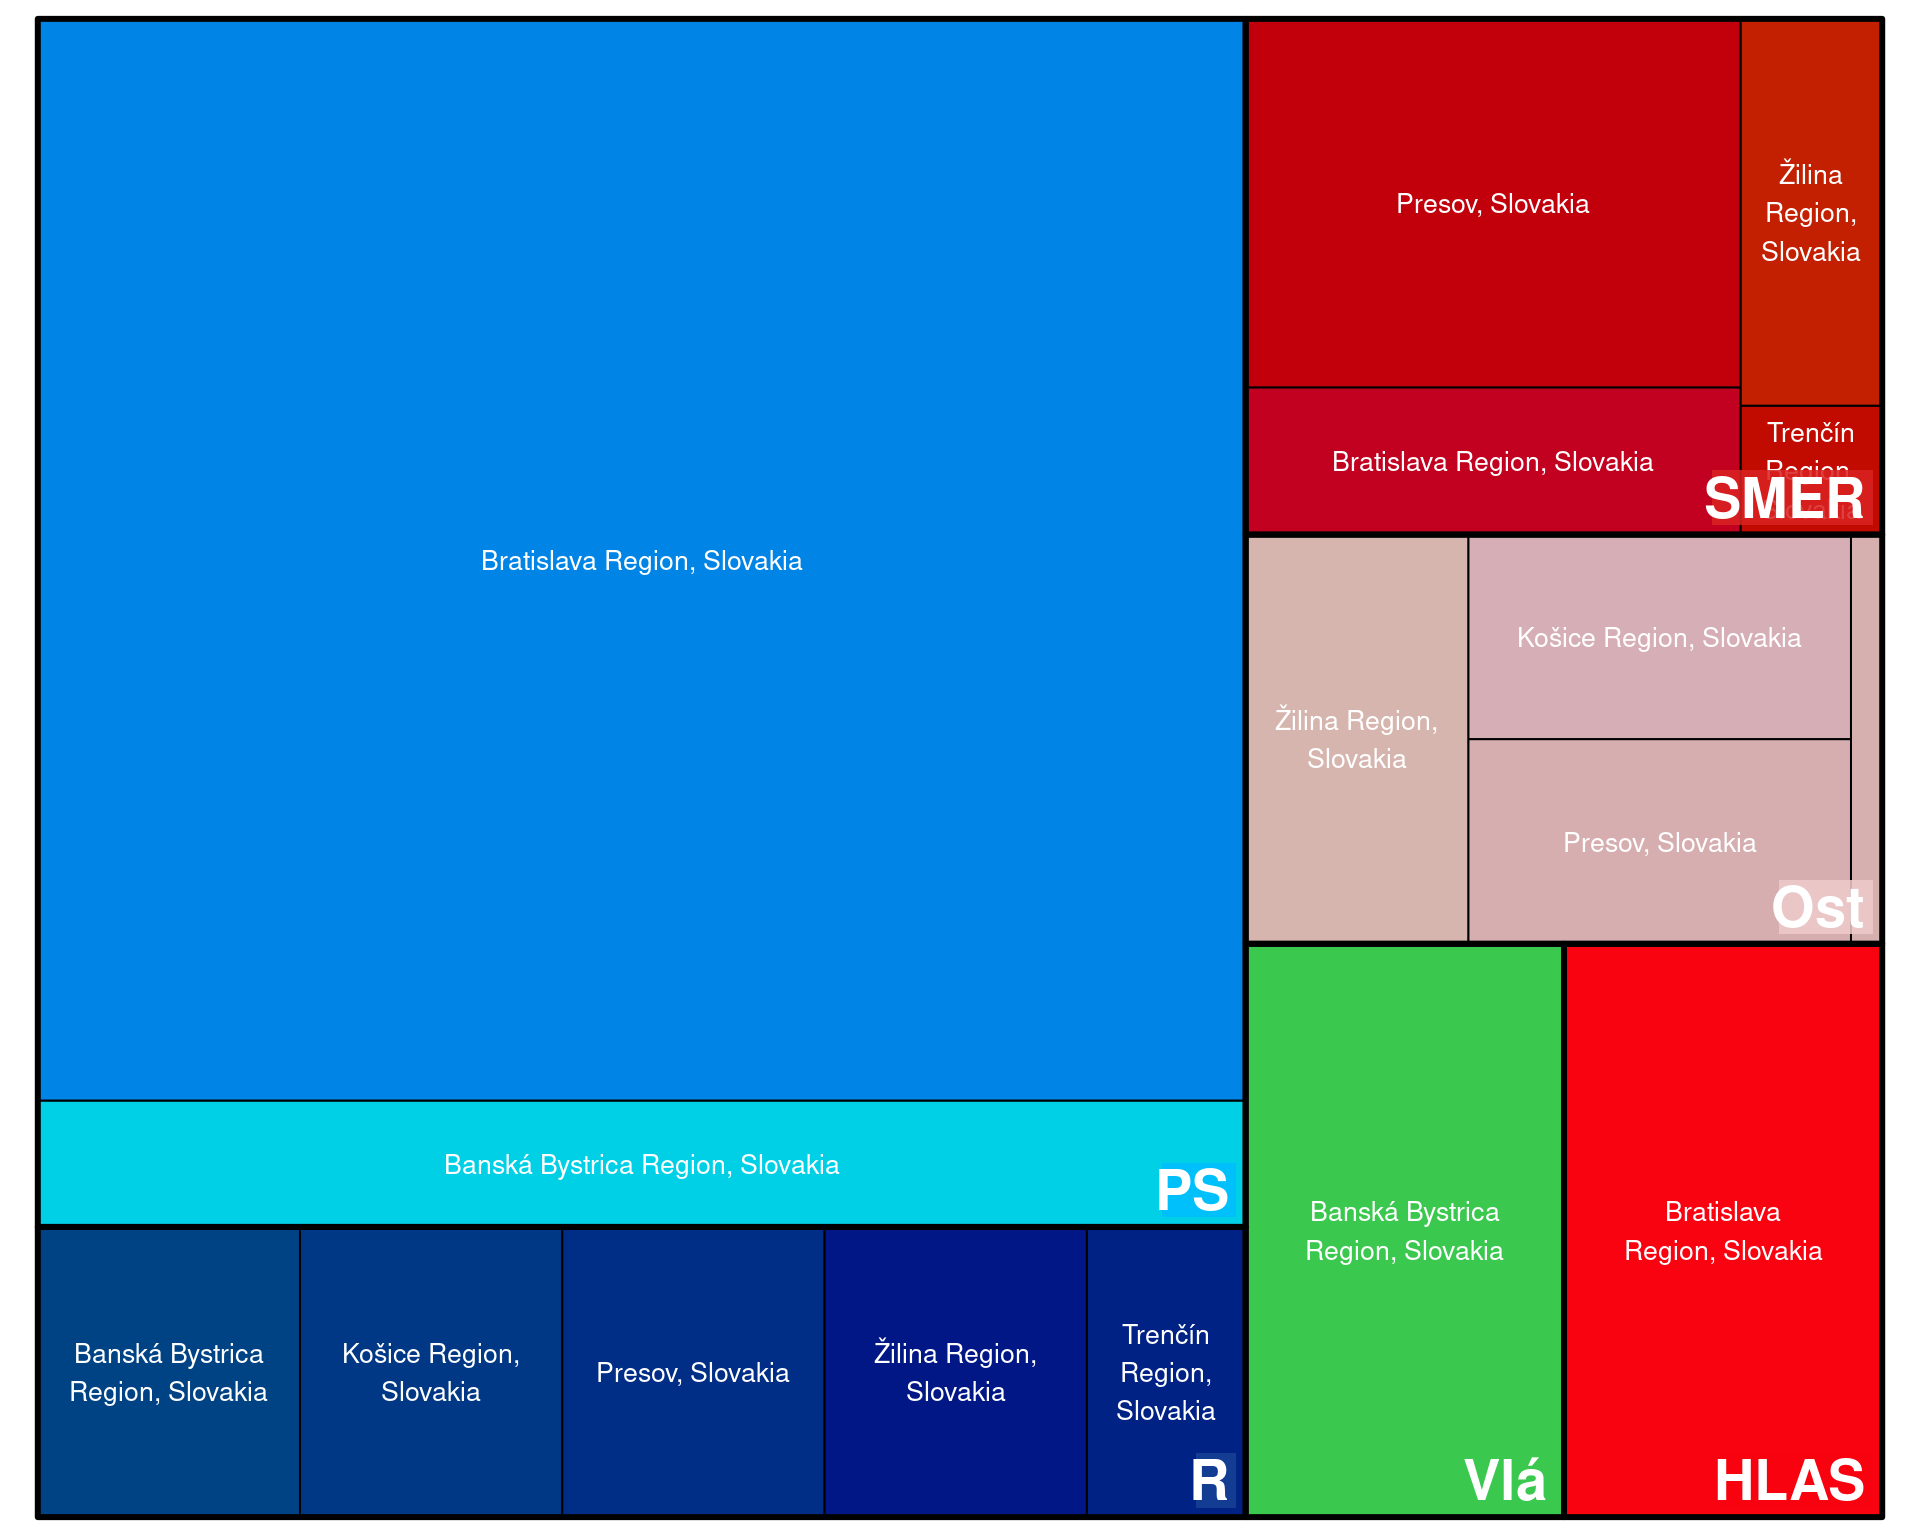 Bratislava Region, Slovakia
Banská Bystrica Region, Slovakia
PS
Banská Bystrica
Region, Slovakia
Košice Region,
Slovakia
Presov, Slovakia
Žilina Region,
Slovakia
Trenčín
Region,
Slovakia
R
Presov, Slovakia
Žilina
Region,
Slovakia
Bratislava Region, Slovakia
Trenčín
Region,
SMER
Žilina Region,
Slovakia
Košice Region, Slovakia
Presov, Slovakia
Ost
Banská Bystrica
Region, Slovakia
Vlá
Bratislava
Region, Slovakia
HLAS